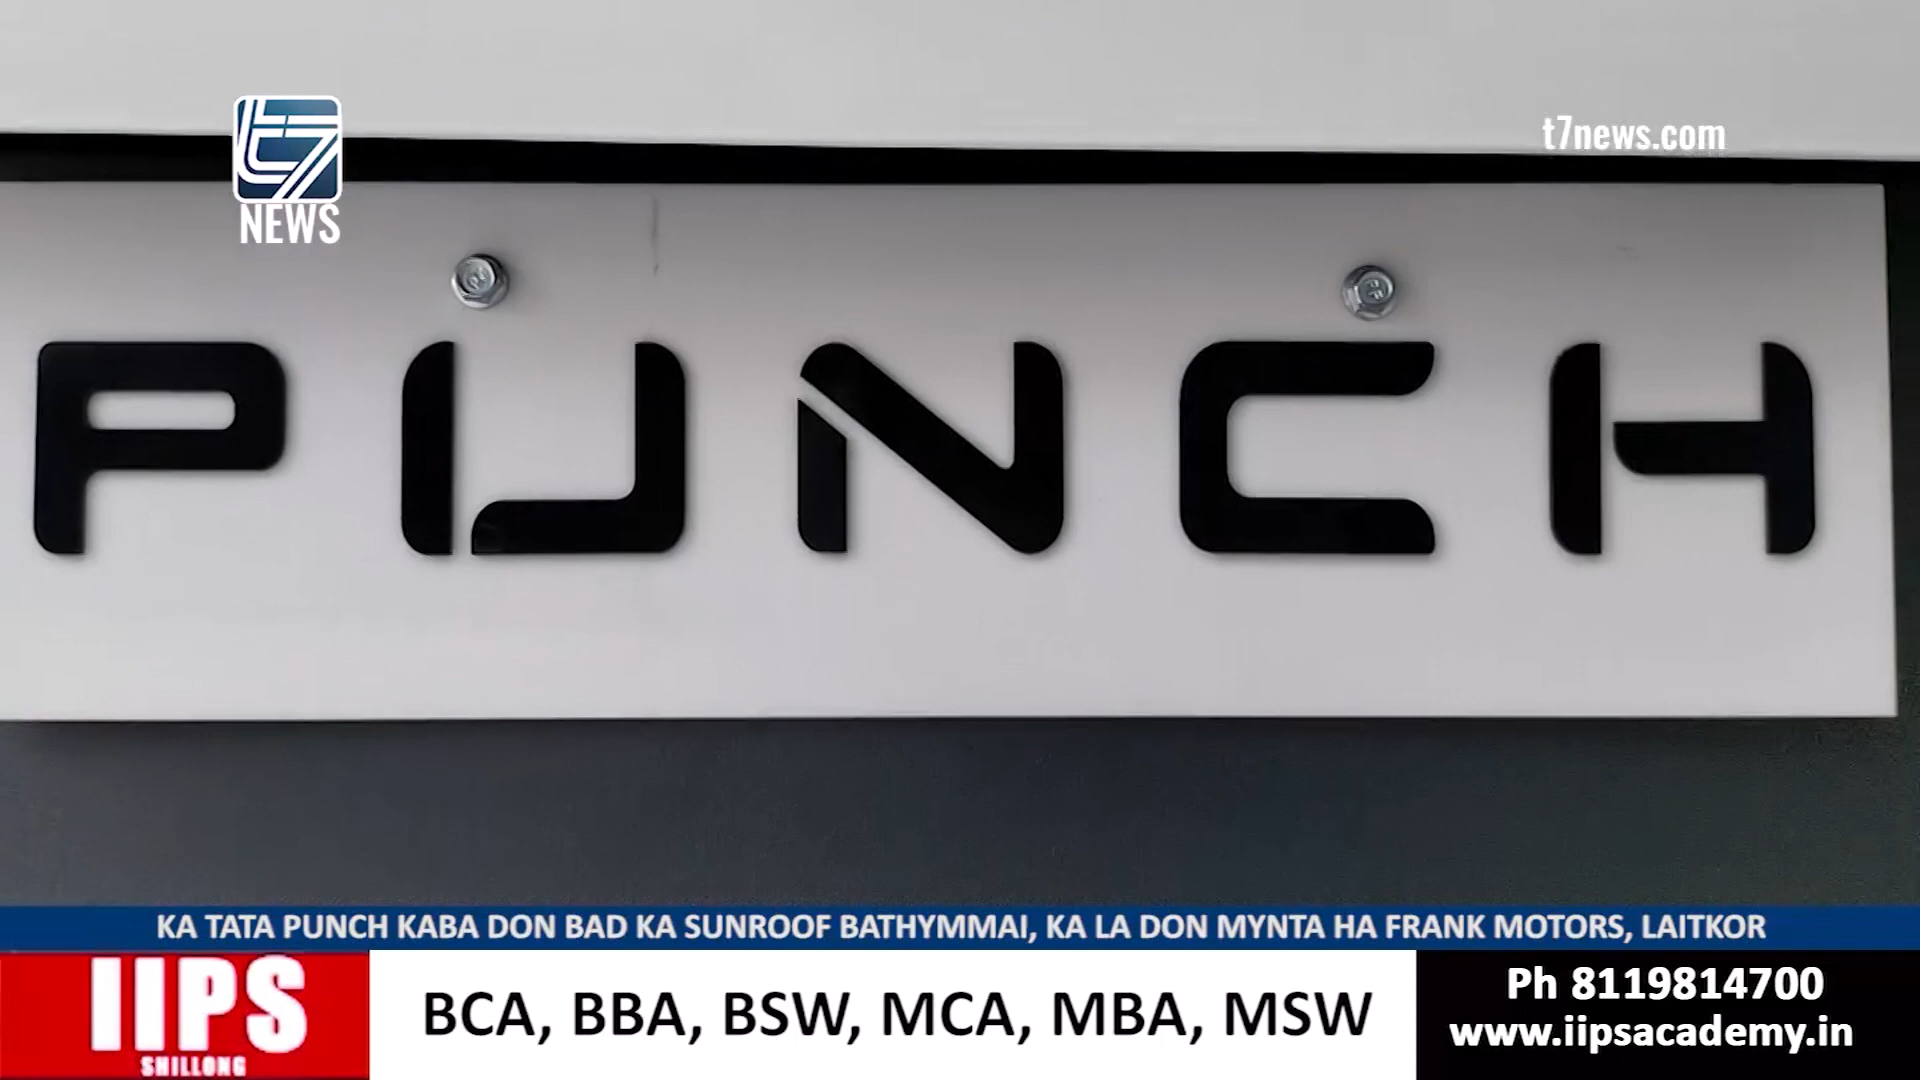 t7
NEWS
t7news.com
PUNCH
KA TATA PUNCH KABA DON BAD KA SUNROOF BATHYMMAI, KA LA DON MYNTA HA FRANK MOTORS, LAITKOR
IIPS
SHILLONG
BCA, BBA, BSW, MCA, MBA, MSW
Ph 8119814700
www.iipsacademy.in